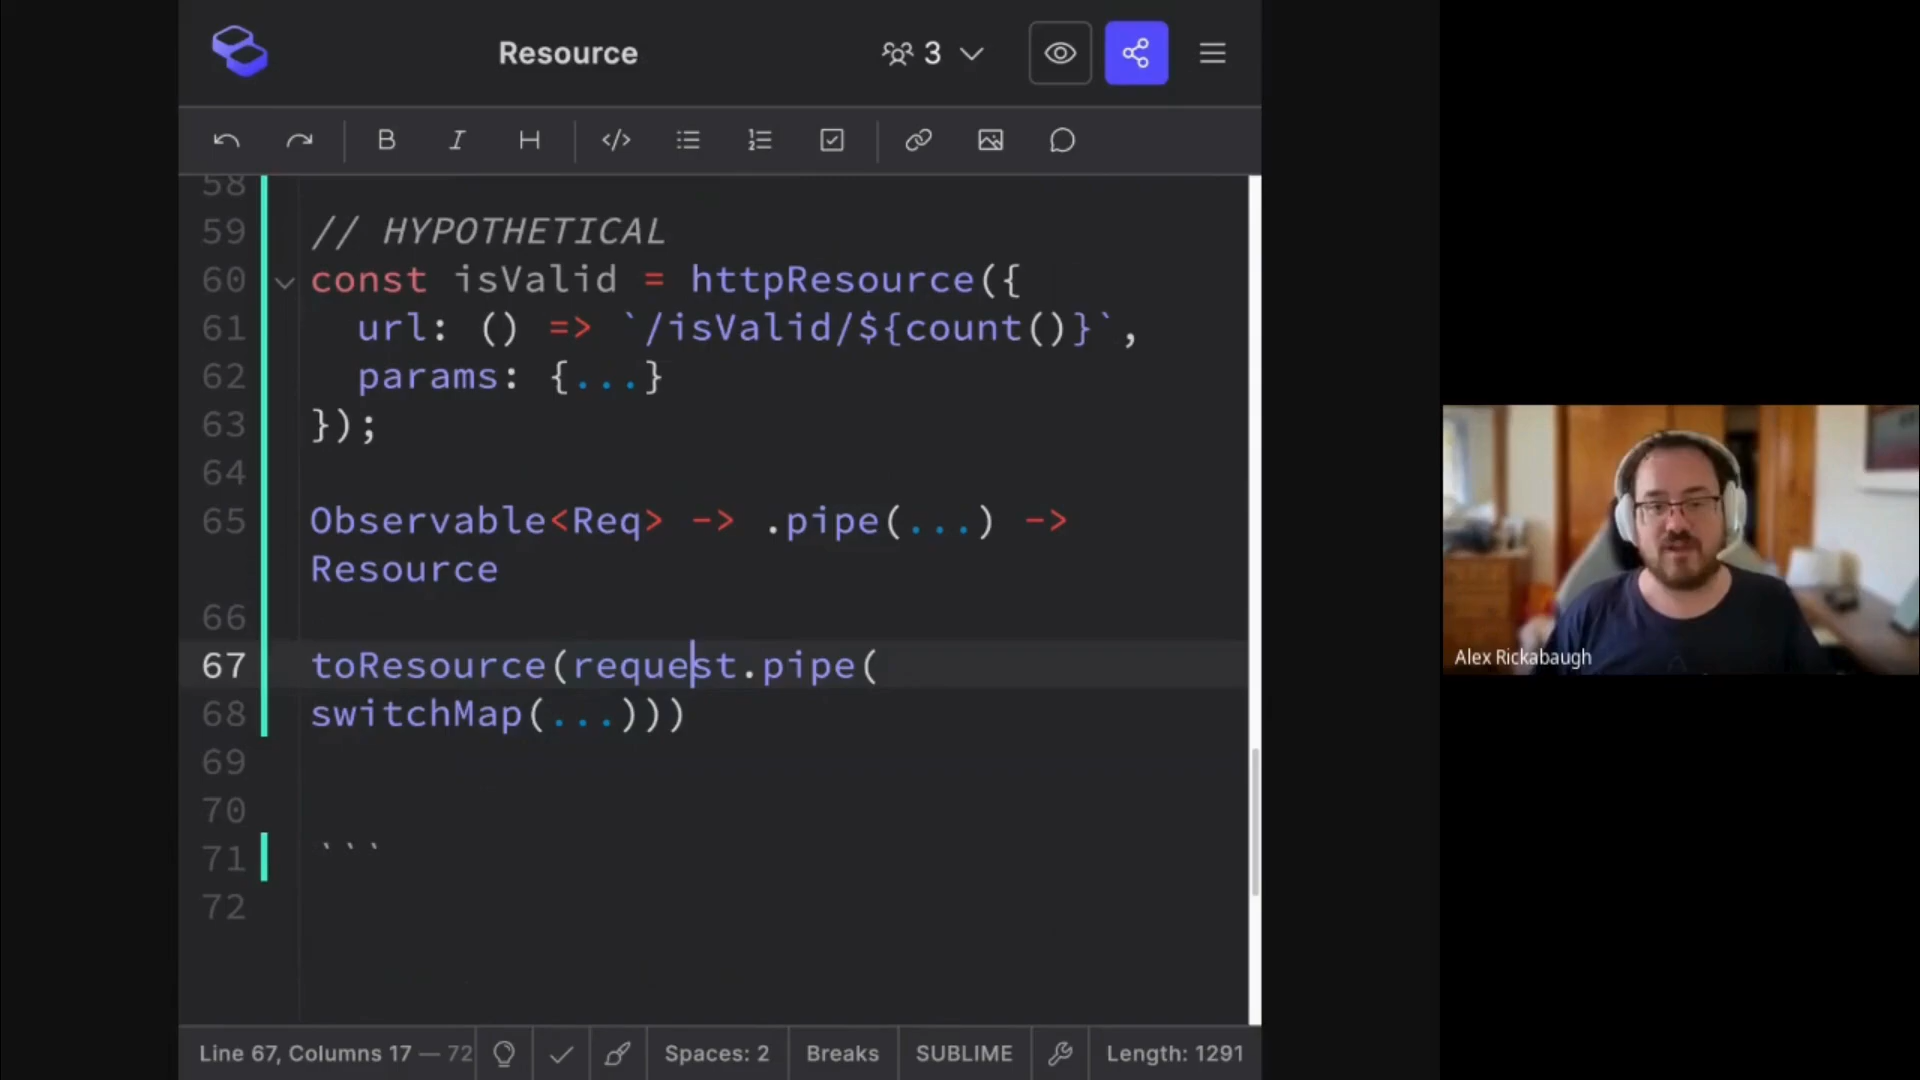 Resource
3
58
59 // HYPOTHETICAL
60 const isValid = httpResource({
61 url: () => `/isValid/${count()}`,
62 params: {...}
63 });
64
65 Observable<Req> -> .pipe(...) ->
Resource
66
67 toResource(request.pipe(
68 switchMap(...)))
69
70
71 ```
72
Line 67, Columns 17 — 72
Spaces: 2
Breaks
SUBLIME
Length: 1291
Alex Rickabaugh